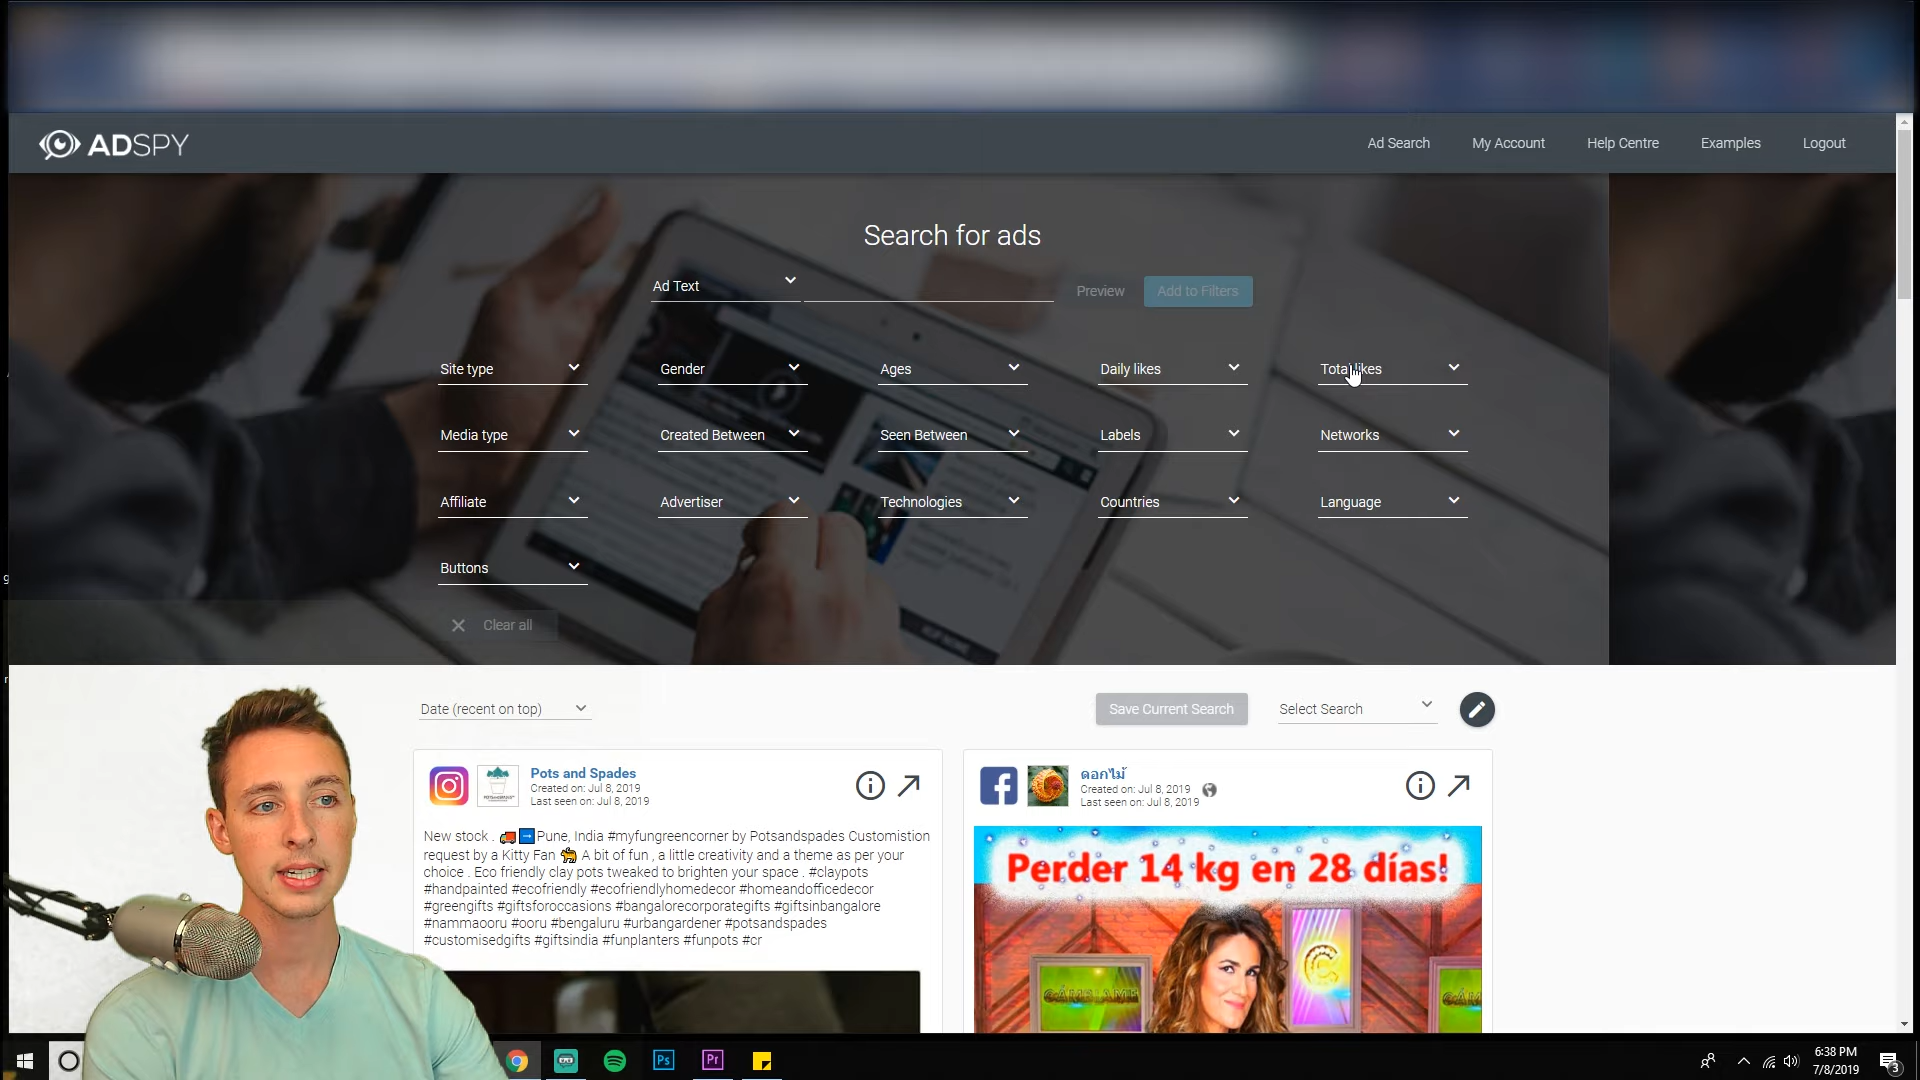 ADSPY
Ad Search
My Account
Help Centre
Examples
Logout
Search for ads
Ad Text
Preview
Add to Filters
Site type
Gender
Ages
Daily likes
Total likes
Media type
Created Between
Seen Between
Labels
Networks
Affiliate
Advertiser
Technologies
Countries
Language
Buttons
Clear all
Date (recent on top)
Save Current Search
Select Search
Pots and Spades
Created on: Jul 8, 2019
Last seen on: Jul 8, 2019
New stock . 🚚➡Pune, India #myfungreencorner by Potsandspades Customistion
request by a Kitty Fan 🐈 A bit of fun , a little creativity and a theme as per your
choice . Eco friendly clay pots tweaked to brighten your space . #claypots
#handpainted #ecofriendly #ecofriendlyhomedecor #homeandofficedecor
#greengifts #giftsforoccasions #bangalorecorporategifts #giftsinbangalore
#nammaooru #ooru #bengaluru #urbangardener #potsandspades
#customisedgifts #giftsindia #funplanters #funpots #cr
ดอกไม้
Created on: Jul 8, 2019
Last seen on: Jul 8, 2019
Perder 14 kg en 28 días!
Ps
Pr
6:38 PM
7/8/2019
3